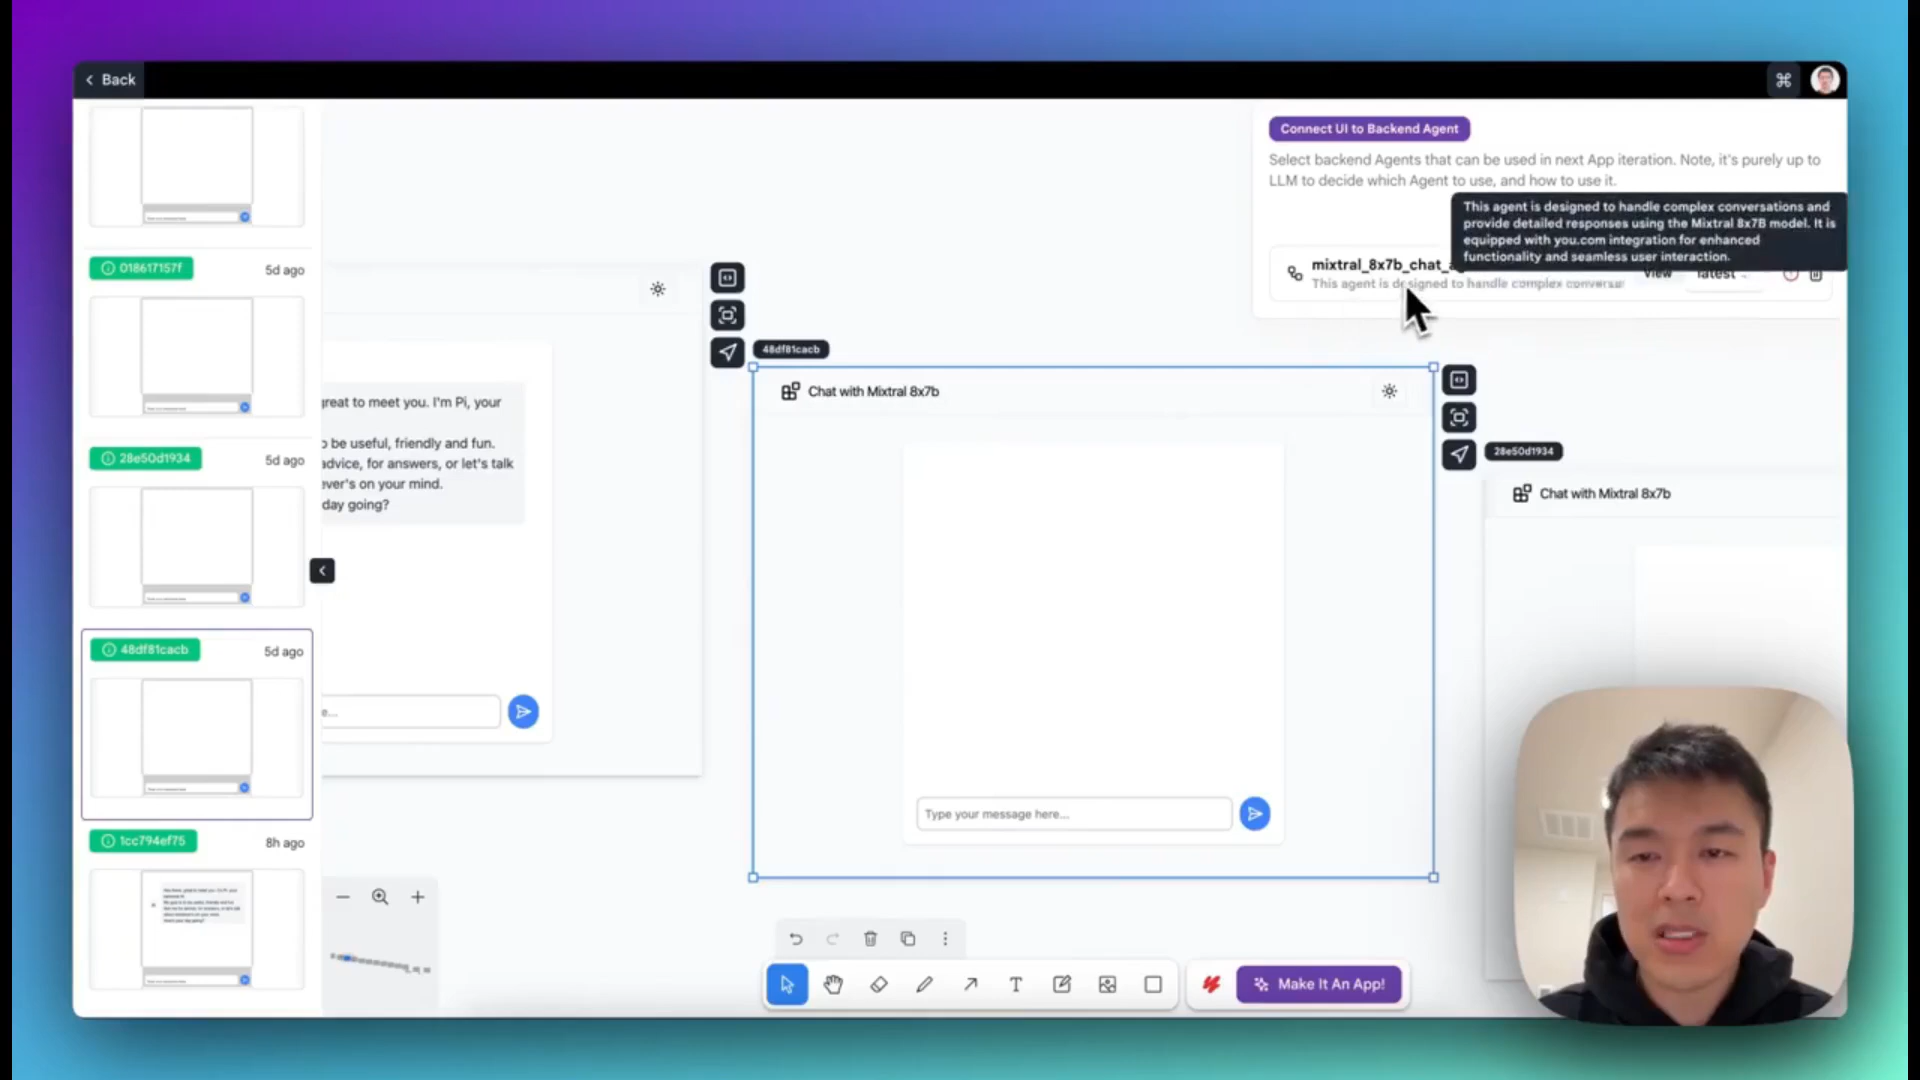 Back
Connect UI to Backend Agent
Select backend Agents that can be used in next App iteration. Note, it's purely up to
LLM to decide which Agent to use, and how to use it.
This agent is designed to handle complex conversations and
provide detailed responses using the Mixtral 8x7B model. It is
equipped with you.com integration for enhanced
functionality and seamless user interaction.
mixtral_8x7b_chat_a
This agent is designed to handle complex conversa
View
latest
018617157f
5d ago
28e50d1934
5d ago
48df81cacb
5d ago
1cc794ef75
8h ago
great to meet you. I'm Pi, your
o be useful, friendly and fun.
advice, for answers, or let's talk
ever's on your mind.
day going?
e...
48df81cacb
Chat with Mixtral 8x7b
Type your message here...
28e50d1934
Chat with Mixtral 8x7b
T
Make It An App!